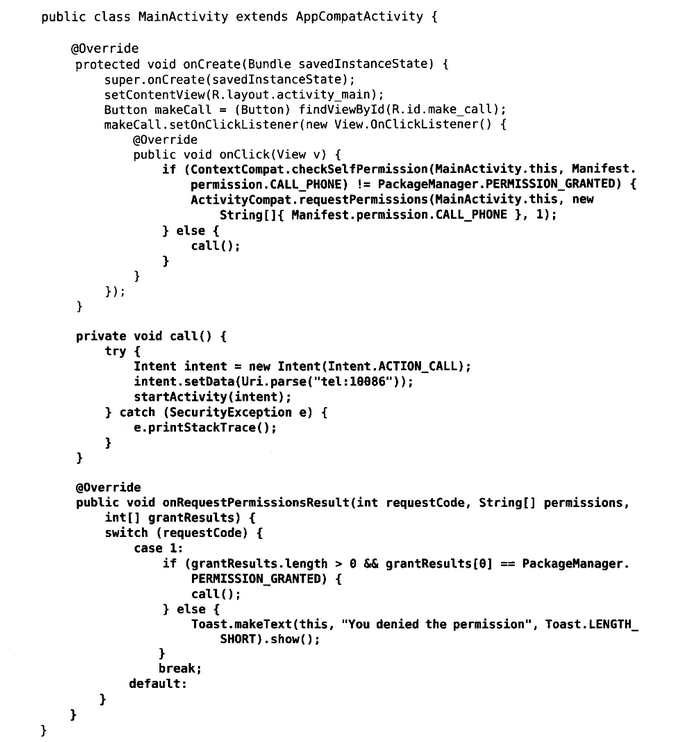 public class MainActivity extends AppCompatActivity {
@Override
protected void onCreate(Bundle savedInstanceState) {
super.onCreate(savedInstanceState);
setContentView(R.layout.activity_main);
Button makeCall = (Button) findViewById(R.id.make_call);
makeCall.setOnClickListener(new View.OnClickListener() {
@Override
public void onClick(View v) {
if (ContextCompat.checkSelfPermission(MainActivity.this, Manifest.
permission.CALL_PHONE) != PackageManager.PERMISSION_GRANTED) {
ActivityCompat.requestPermissions(MainActivity.this, new
String[]{ Manifest.permission.CALL_PHONE }, 1);
} else {
call();
}
}
});
}
private void call() {
try {
Intent intent = new Intent(Intent.ACTION_CALL);
intent.setData(Uri.parse("tel:10086"));
startActivity(intent);
} catch (SecurityException e) {
e.printStackTrace();
}
}
@Override
public void onRequestPermissionsResult(int requestCode, String[] permissions,
int[] grantResults) {
switch (requestCode) {
case 1:
if (grantResults.length > 0 && grantResults[0] == PackageManager.
PERMISSION_GRANTED) {
call();
} else {
Toast.makeText(this, "You denied the permission", Toast.LENGTH_
SHORT).show();
}
break;
default:
}
}
}